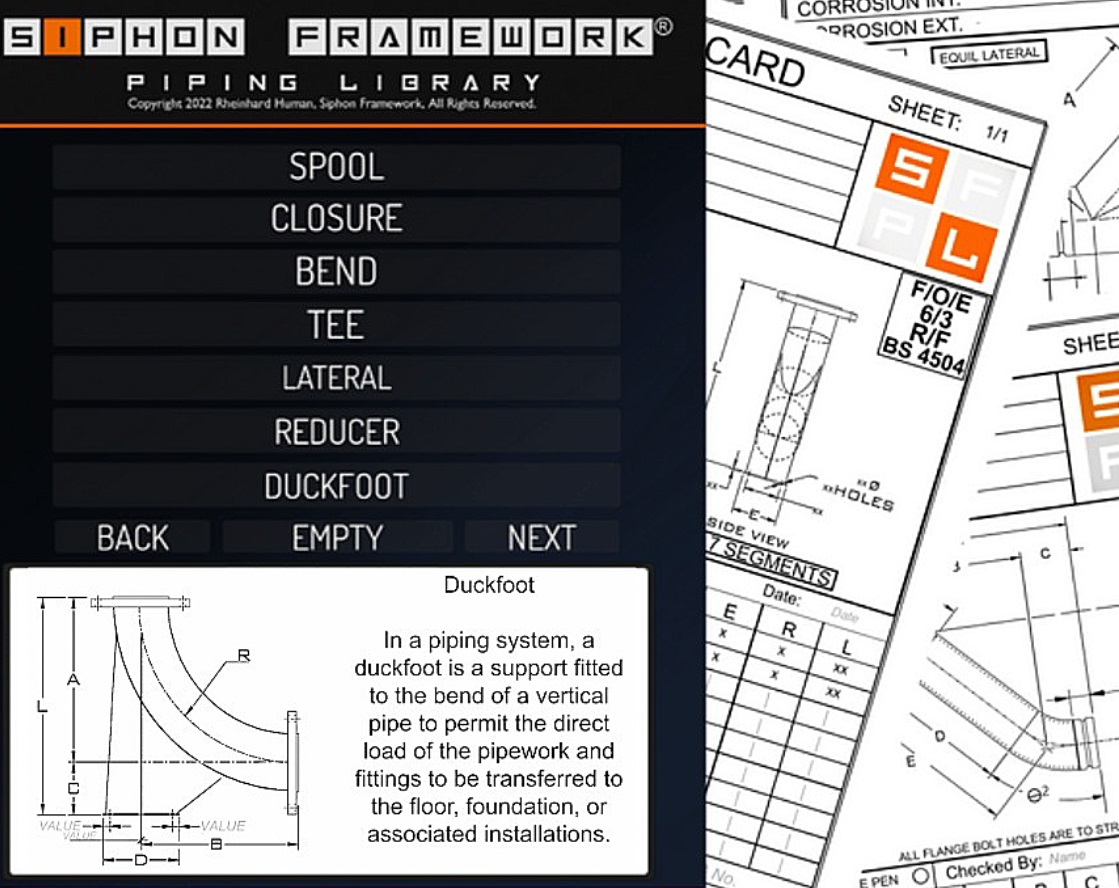 SIPHON FRAMEWORK®
PIPING LIBRARY
Copyright 2022 Rheinhard Human, Siphon Framework, All Rights Reserved.
SPOOL
CLOSURE
BEND
TEE
LATERAL
REDUCER
DUCKFOOT
BACK EMPTY NEXT
Duckfoot
In a piping system, a
duckfoot is a support fitted
to the bend of a vertical
pipe to permit the direct
load of the pipework and
fittings to be transferred to
the floor, foundation, or
associated installations.
R
A
L
C
VALUE VALUE
VALUE
B
D
CORROSION INT.
EXT.
EQUIL LATERAL
A
CARD
SHEET: 1/1
S F
P L
F/O/E
6/3
R/F
BS 4504
L
xxØ
xxHOLES
xx
xx
E
SIDE VIEW
7 SEGMENTS
Date: Date
E R L
x x xx
x x xx
No.
S
C
D
E
Θ²
ALL FLANGE BOLT HOLES ARE TO
PEN Checked By: Name
C